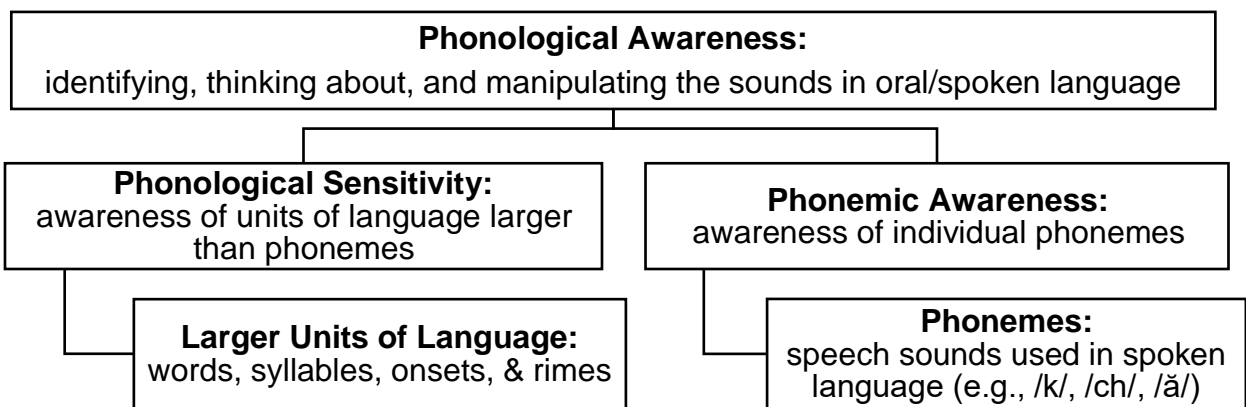 Phonological Awareness:
identifying, thinking about, and manipulating the sounds in oral/spoken language
Phonological Sensitivity:
awareness of units of language larger
than phonemes
Phonemic Awareness:
awareness of individual phonemes
Larger Units of Language:
words, syllables, onsets, & rimes
Phonemes:
speech sounds used in spoken
language (e.g., /k/, /ch/, /ă/)